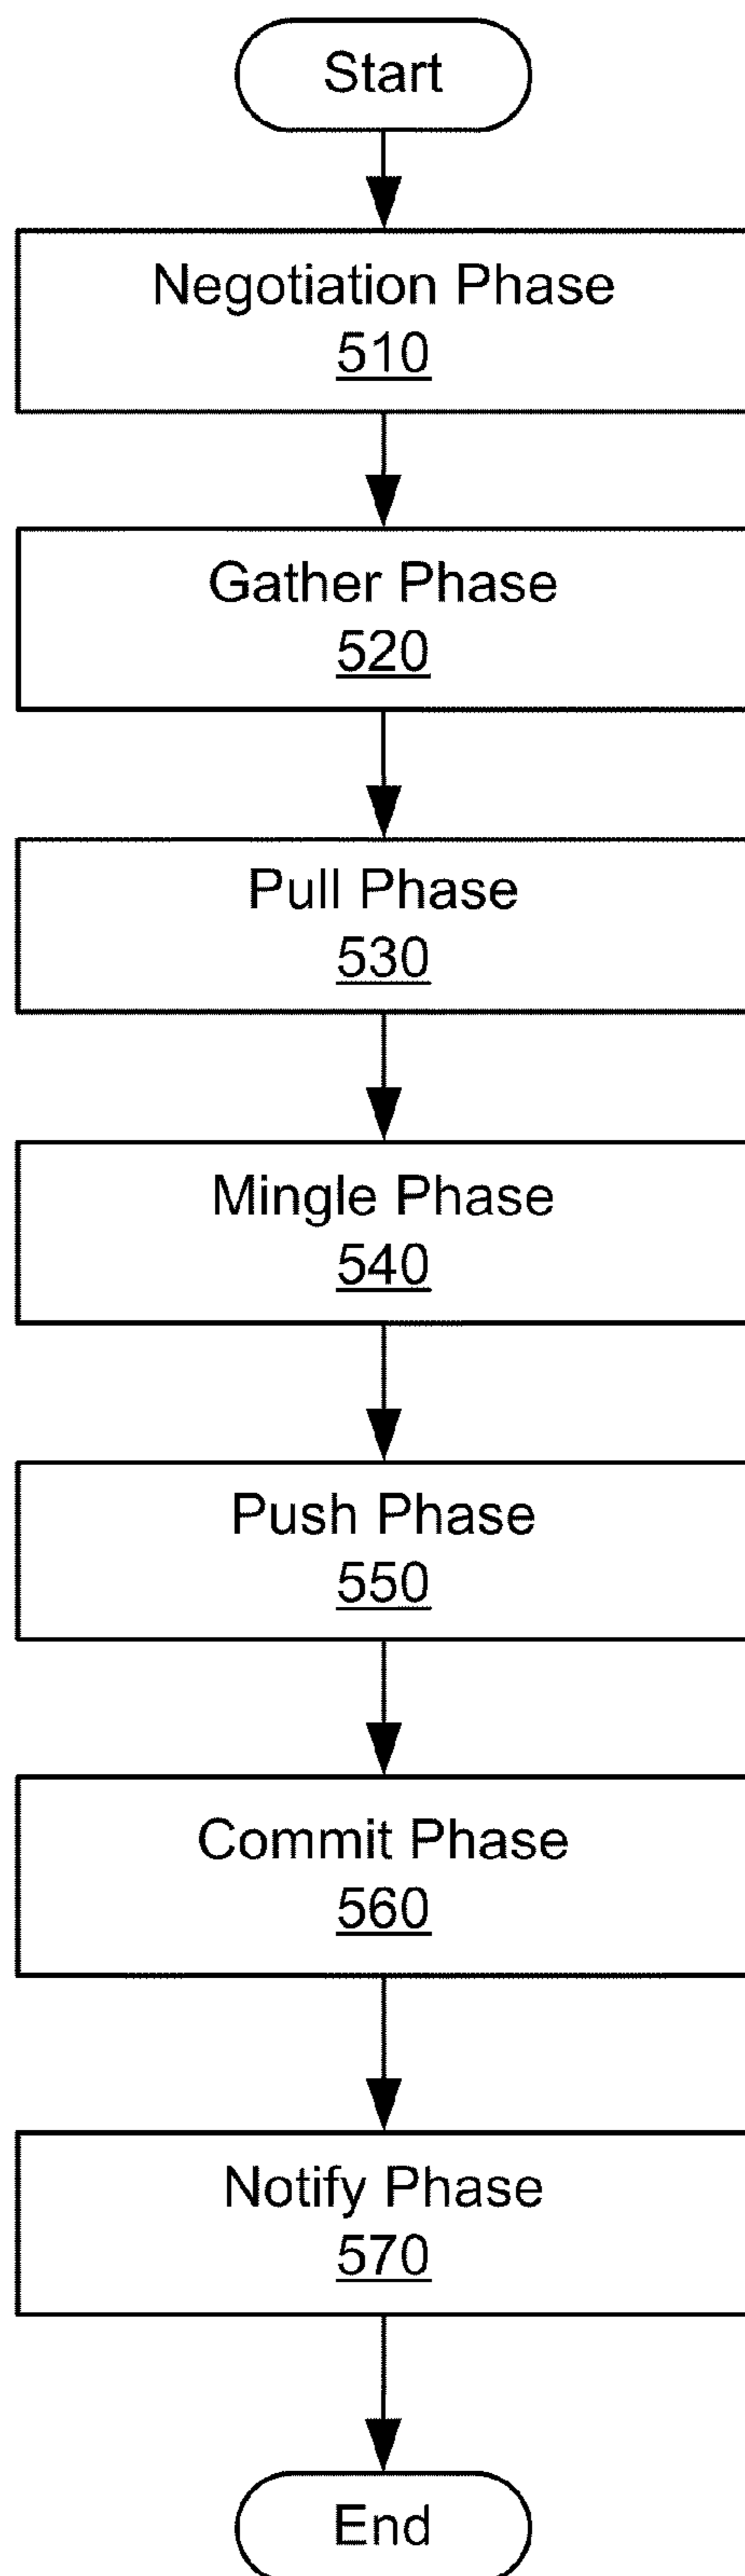 Start
Negotiation Phase
510
Gather Phase
520
Pull Phase
530
Mingle Phase
540
Push Phase
550
Commit Phase
560
Notify Phase
570
End